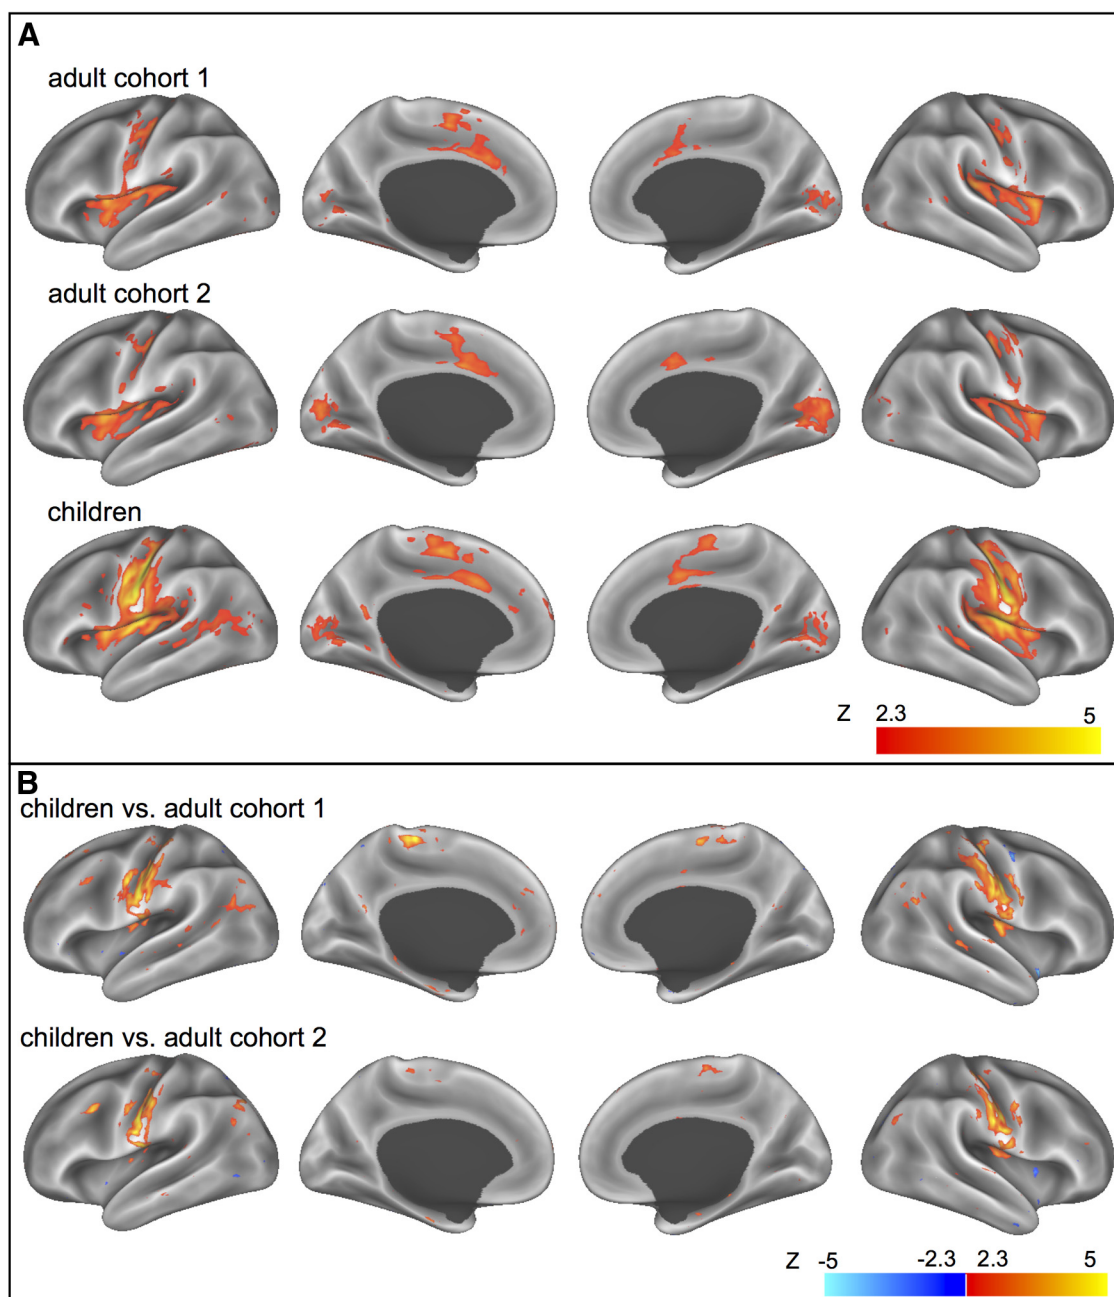 A
adult cohort 1
adult cohort 2
children
Z 2.3 5
B
children vs. adult cohort 1
children vs. adult cohort 2
Z -5 -2.3 2.3 5